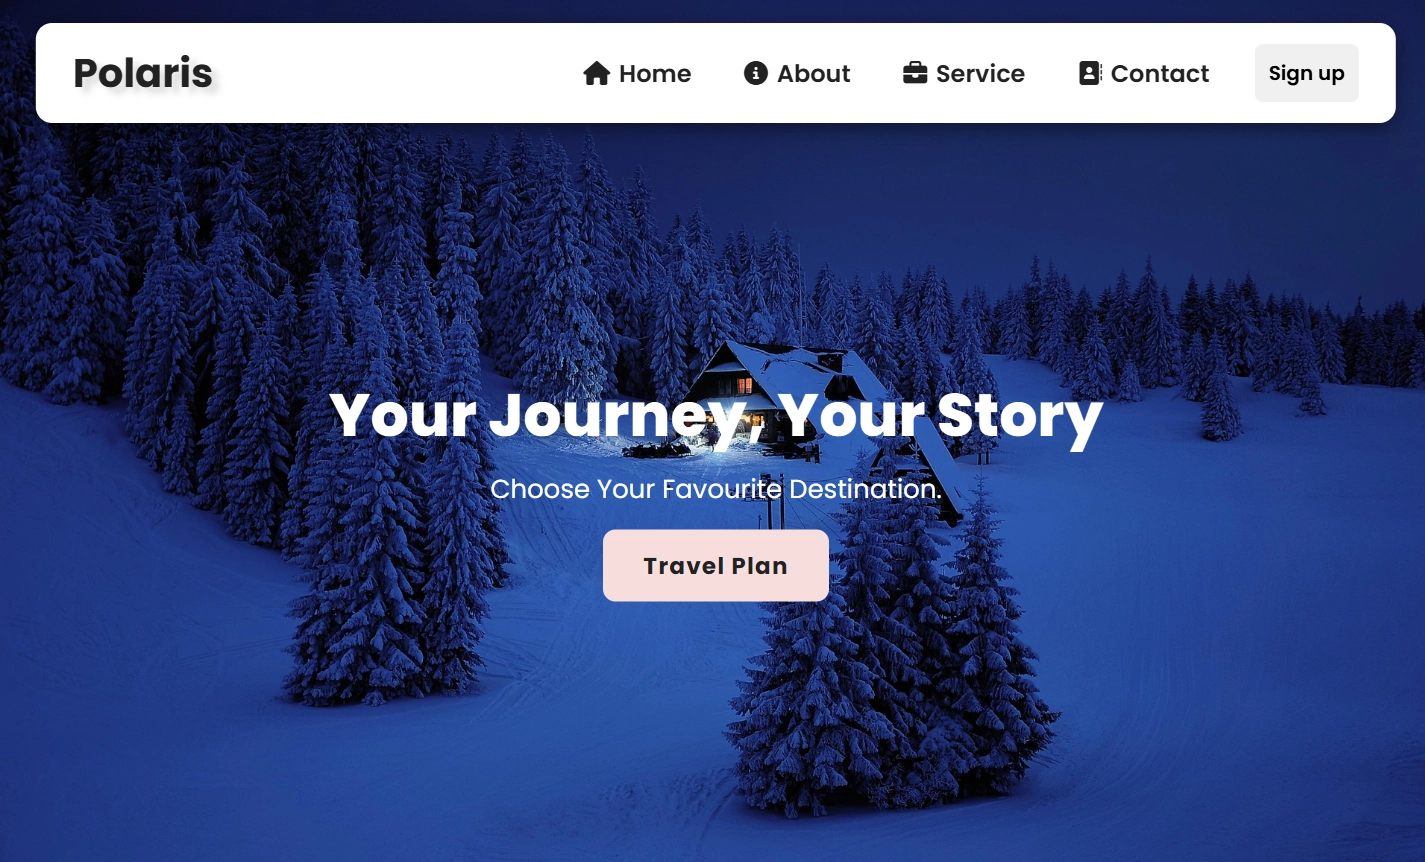 Polaris
Home About Service Contact Sign up
Your Journey, Your Story
Choose Your Favourite Destination.
Travel Plan